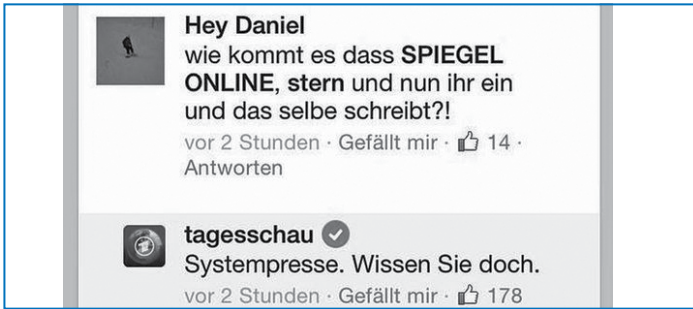 Hey Daniel
wie kommt es dass SPIEGEL
ONLINE, stern und nun ihr ein
und das selbe schreibt?!
vor 2 Stunden · Gefällt mir · 14 ·
Antworten
tagesschau
Systempresse. Wissen Sie doch.
vor 2 Stunden · Gefällt mir · 178